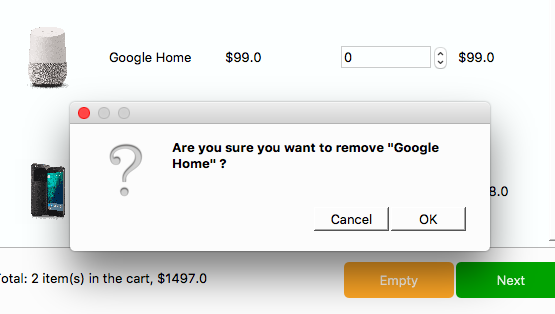 Google Home $99.0 0 $99.0
Are you sure you want to remove "Google
Home" ?
8.0
Cancel OK
otal: 2 item(s) in the cart, $1497.0
Empty Next